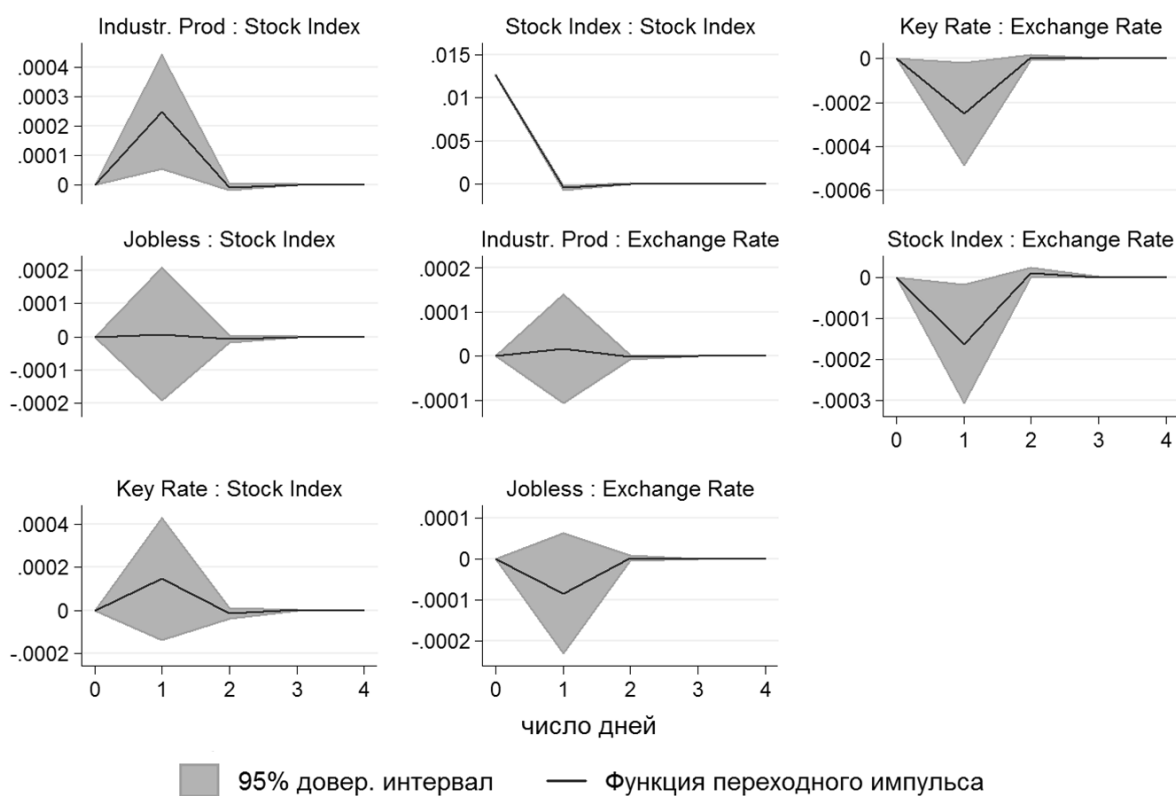 Industr. Prod : Stock Index
.0004
.0003
.0002
.0001
0
Stock Index : Stock Index
.015
.01
.005
0
Key Rate : Exchange Rate
0
-.0002
-.0004
-.0006
Jobless : Stock Index
.0002
.0001
0
-.0001
-.0002
Industr. Prod : Exchange Rate
.0002
.0001
0
-.0001
Stock Index : Exchange Rate
0
-.0001
-.0002
-.0003
0 1 2 3 4
Key Rate : Stock Index
.0004
.0002
0
-.0002
0 1 2 3 4
Jobless : Exchange Rate
.0001
0
-.0001
-.0002
0 1 2 3 4
число дней
95% довер. интервал
Функция переходного импульса